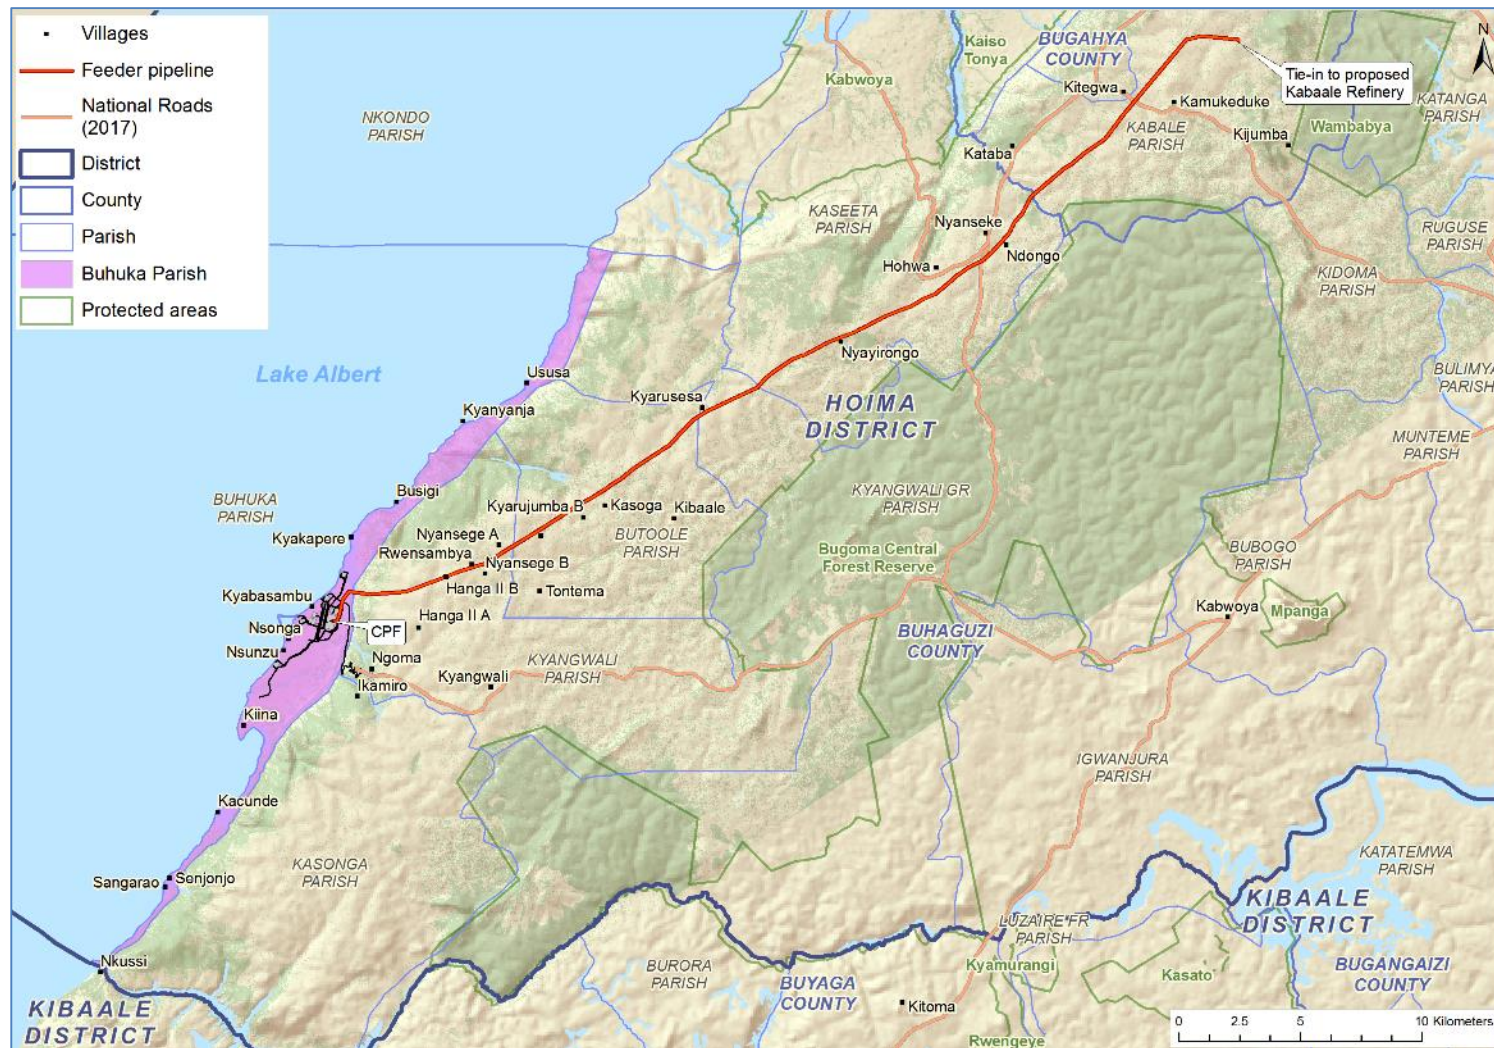 Villages
Feeder pipeline
National Roads
(2017)
District
County
Parish
Buhuka Parish
Protected areas
N
Kaiso
Tonya
BUGAHYA
COUNTY
Kabwoya
Kitegwa
Tie-in to proposed
Kabaale Refinery
Kamukeduke
KATANGA
PARISH
NKONDO
PARISH
KABALE
PARISH
Wambabya
Kijumba
Kataba
KASEETA
PARISH
Nyanseke
RUGUSE
PARISH
Ndongo
Hohwa
KIDOMA
PARISH
Nyayirongo
Lake Albert
Ususa
BULIMYA
PARISH
Kyarusesa
HOIMA
DISTRICT
Kyanyanja
MUNTEME
PARISH
BUHUKA
PARISH
Busigi
KYANGWALI GR
PARISH
Kyarujumba B
Kasoga
Kibaale
BUTOOLE
PARISH
Kyakapere
Nyansege A
Rwensambya
Nyansege B
Bugoma Central
Forest Reserve
BUBOGO
PARISH
Hanga II B
Tontema
Kyabasambu
Hanga II A
Kabwoya
Mpanga
Nsonga
CPF
BUHAGUZI
COUNTY
Nsunzu
Ngoma
KYANGWALI
PARISH
Kyangwali
Ikamiro
Kiina
IGWANJURA
PARISH
Kacunde
KASONGA
PARISH
KATATEMWA
PARISH
Sangarao
Senjonjo
KIBAALE
DISTRICT
LUZAIRE FR
PARISH
Nkussi
BURORA
PARISH
Kyamurangi
Kasato
BUGANGAIZI
COUNTY
BUYAGA
COUNTY
KIBAALE
DISTRICT
Kitoma
Rwengeye
0 2.5 5 10 Kilometers